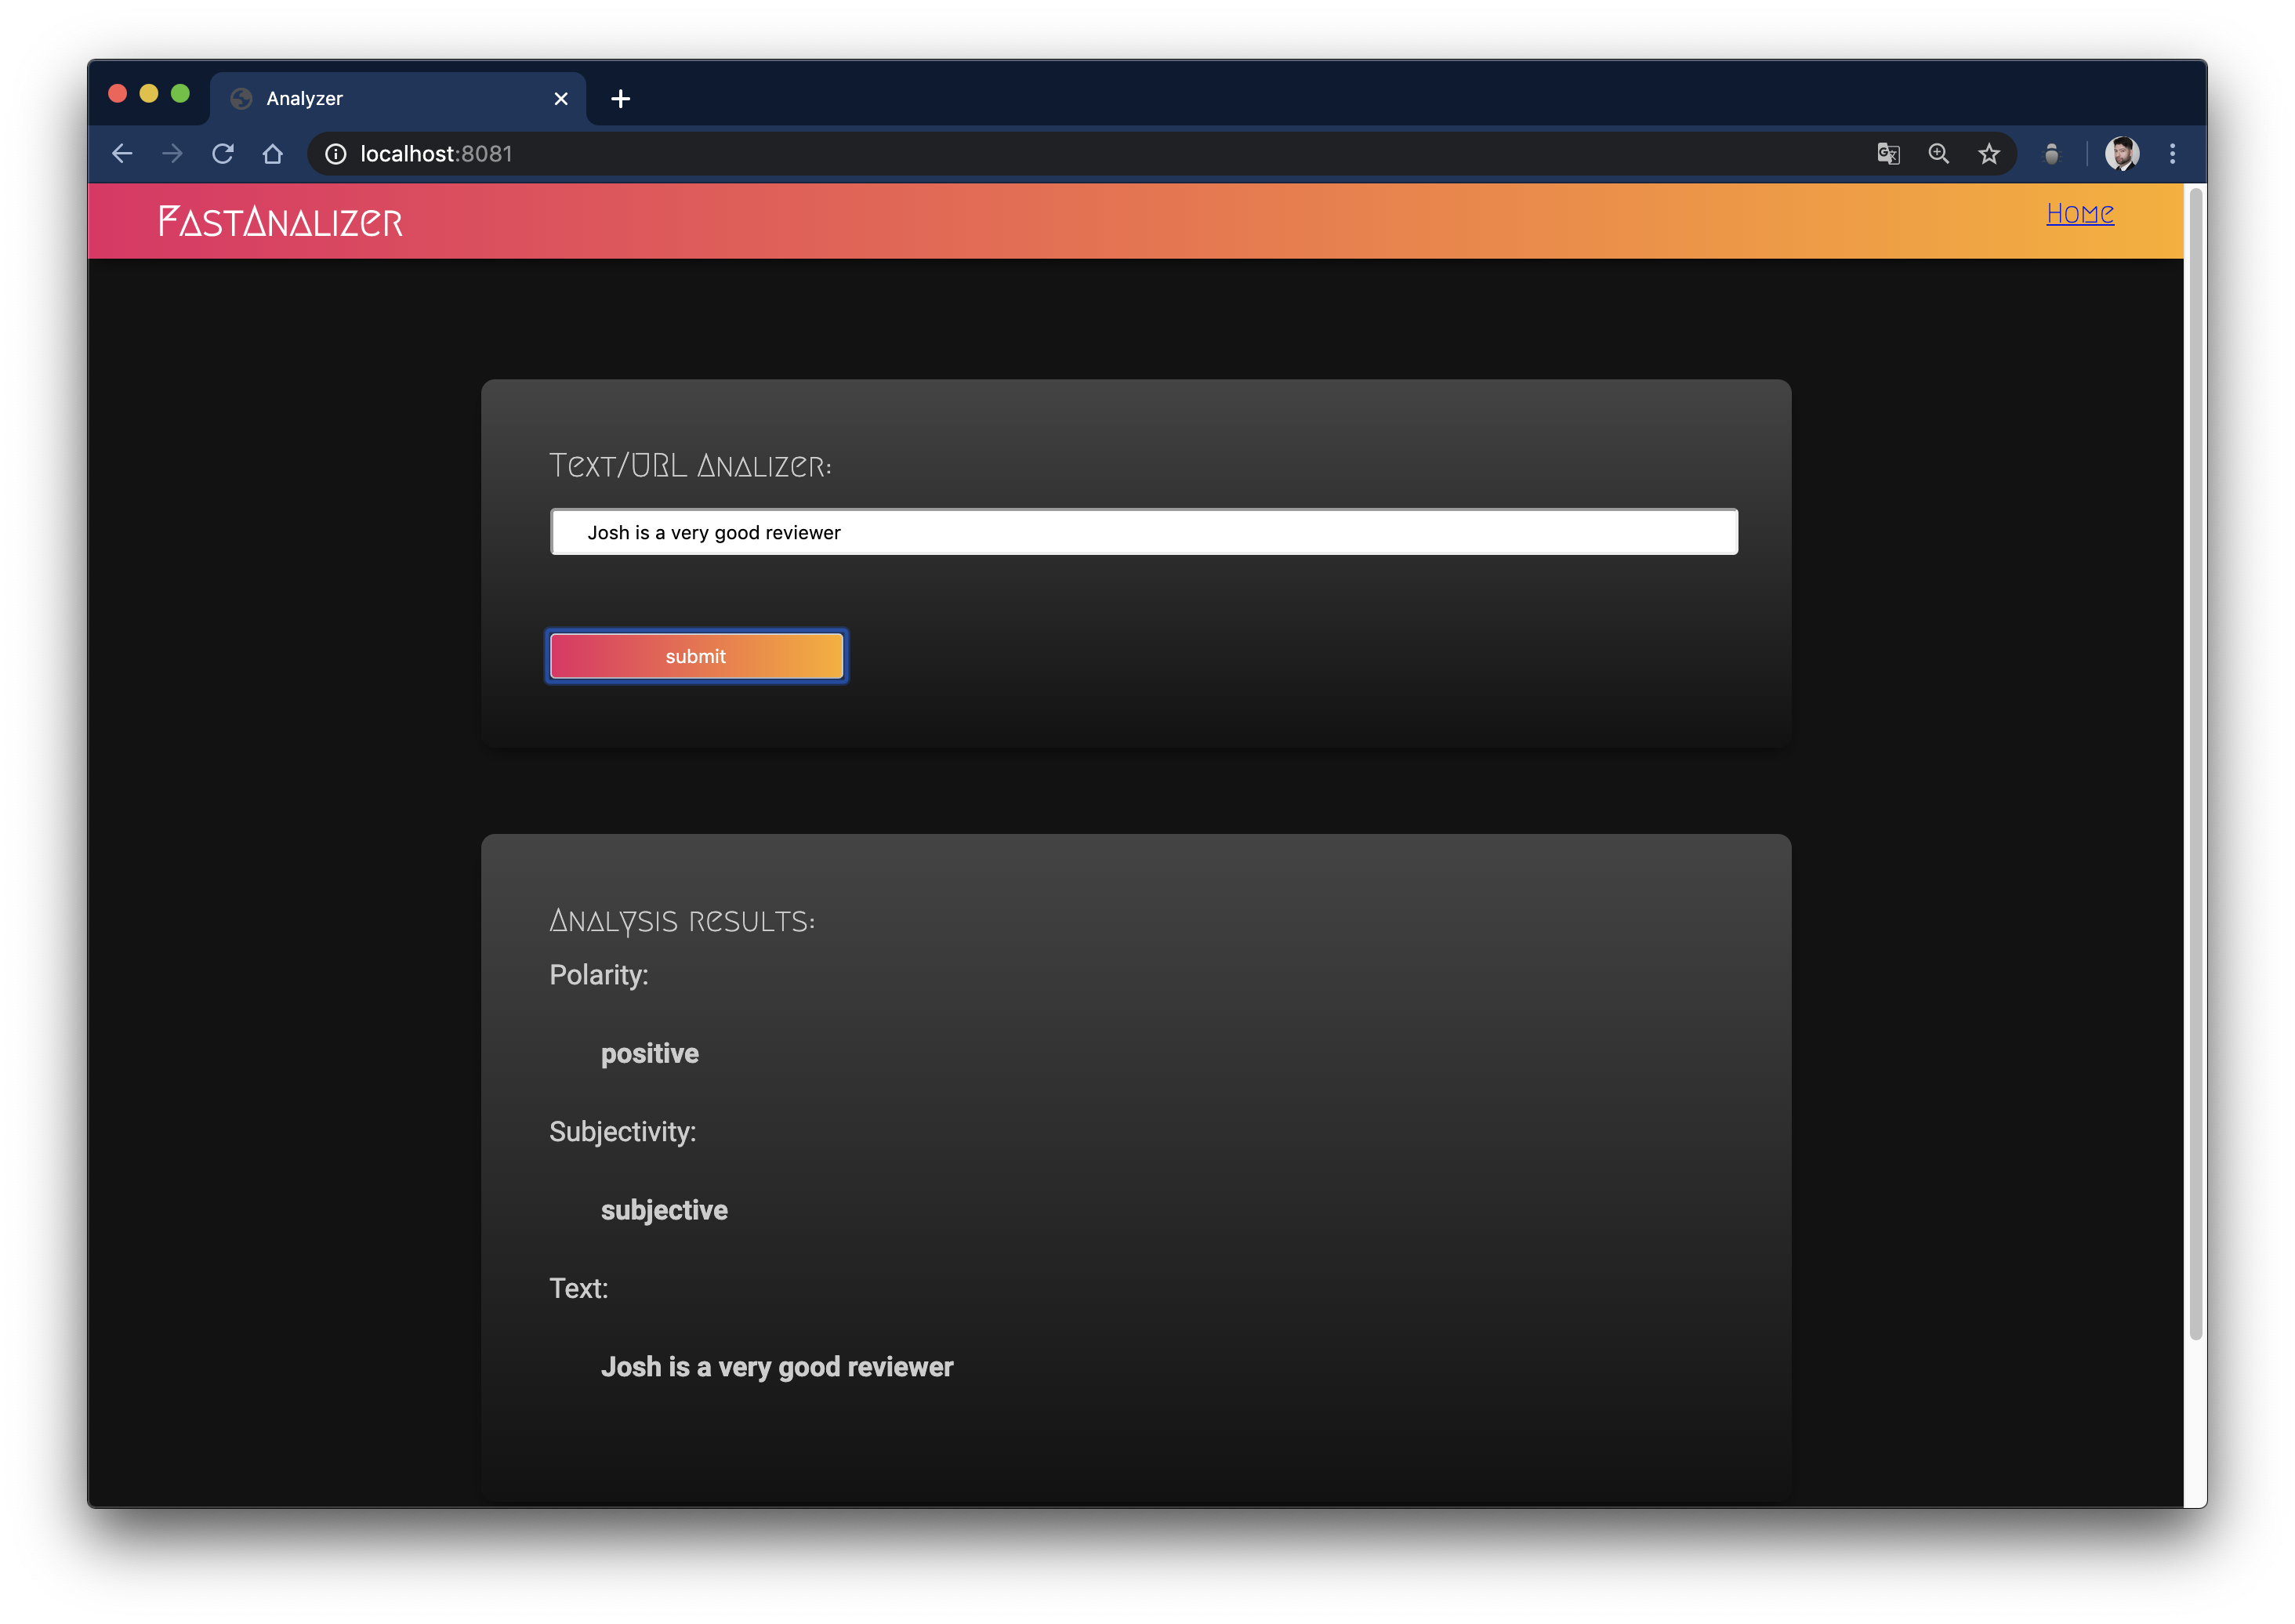 Analyzer
localhost:8081
FastAnalizer
Home
Text/URL Analizer:
Josh is a very good reviewer
submit
Analysis results:
Polarity:
positive
Subjectivity:
subjective
Text:
Josh is a very good reviewer